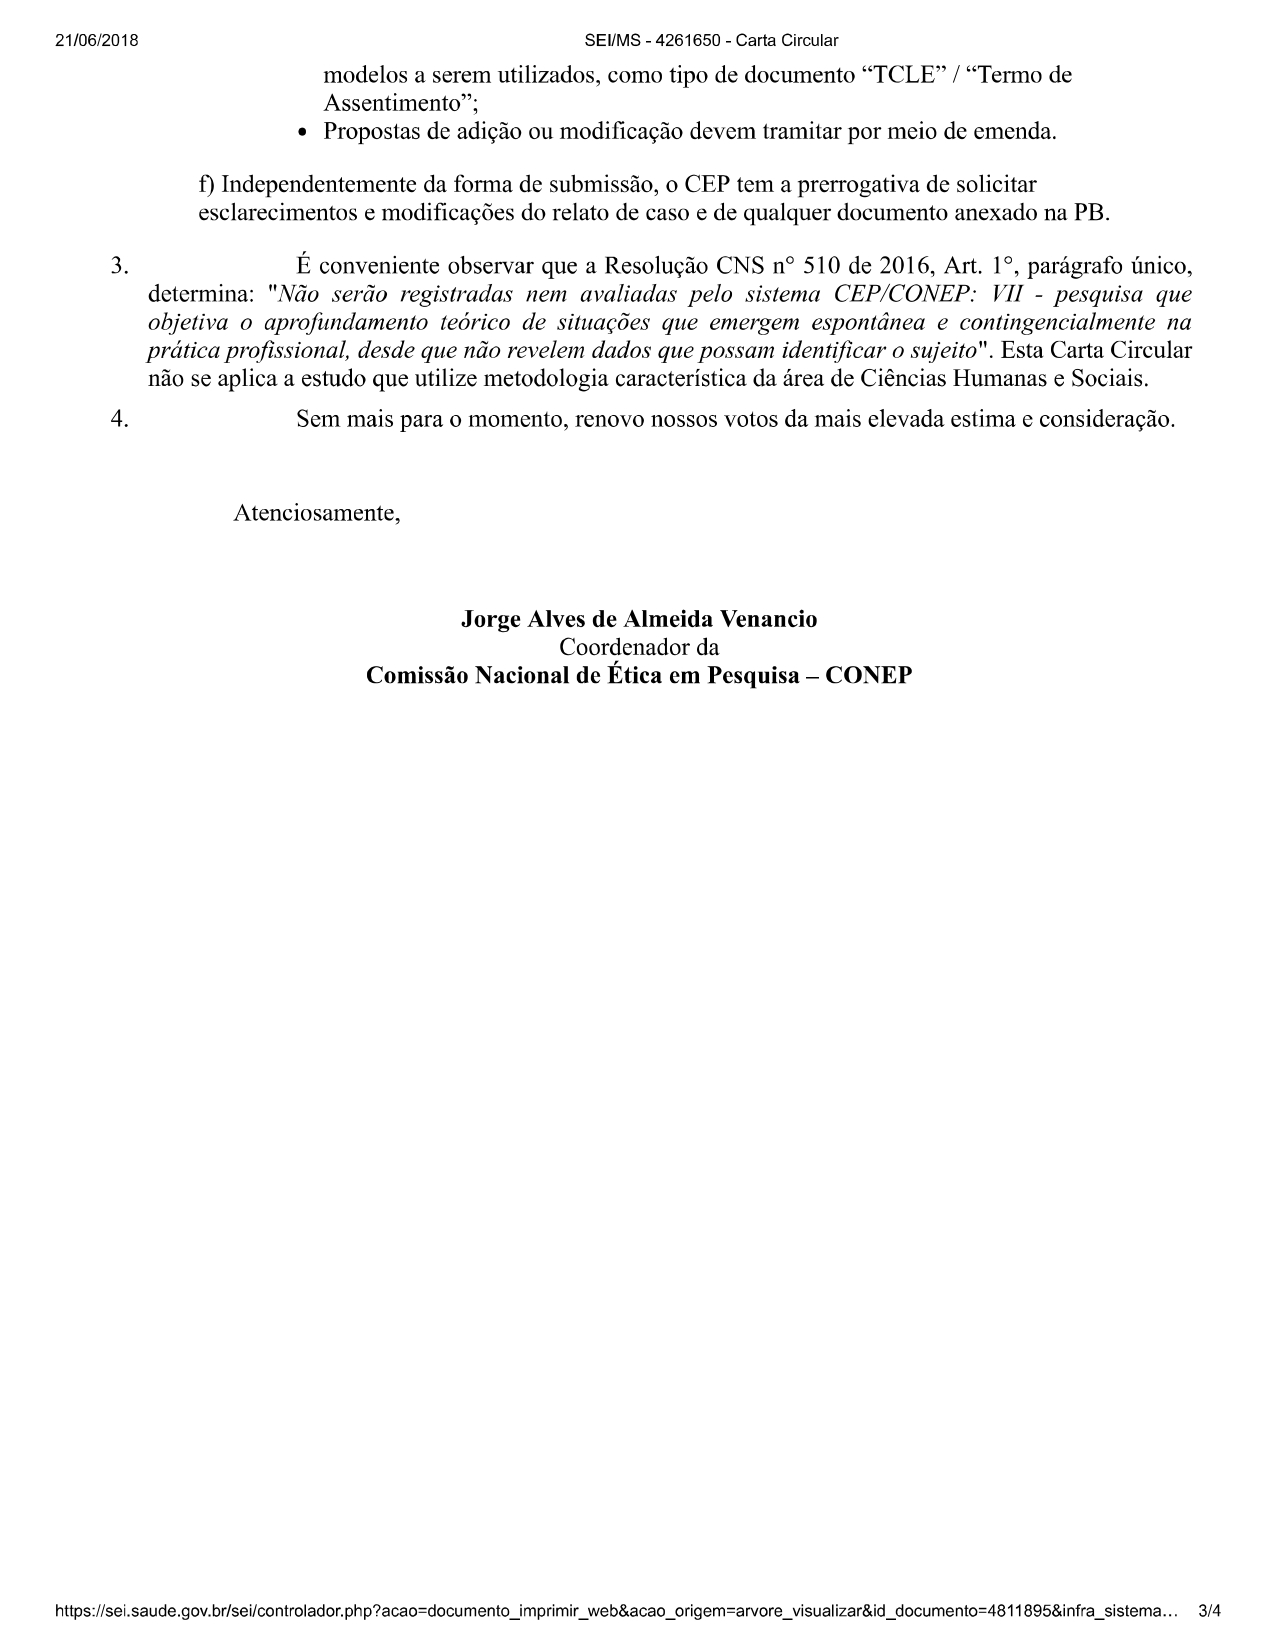 21/06/2018 SEI/MS - 4261650 - Carta Circular
modelos a serem utilizados, como tipo de documento “TCLE” / “Termo de
Assentimento”;
• Propostas de adição ou modificação devem tramitar por meio de emenda.
f) Independentemente da forma de submissão, o CEP tem a prerrogativa de solicitar
esclarecimentos e modificações do relato de caso e de qualquer documento anexado na PB.
3. É conveniente observar que a Resolução CNS n° 510 de 2016, Art. 1°, parágrafo único,
determina: "Não serão registradas nem avaliadas pelo sistema CEP/CONEP: VII - pesquisa que
objetiva o aprofundamento teórico de situações que emergem espontânea e contingencialmente na
prática profissional, desde que não revelem dados que possam identificar o sujeito". Esta Carta Circular
não se aplica a estudo que utilize metodologia característica da área de Ciências Humanas e Sociais.
4. Sem mais para o momento, renovo nossos votos da mais elevada estima e consideração.
Atenciosamente,
Jorge Alves de Almeida Venancio
Coordenador da
Comissão Nacional de Ética em Pesquisa – CONEP
https://sei.saude.gov.br/sei/controlador.php?acao=documento_imprimir_web&acao_origem=arvore_visualizar&id_documento=4811895&infra_sistema… 3/4